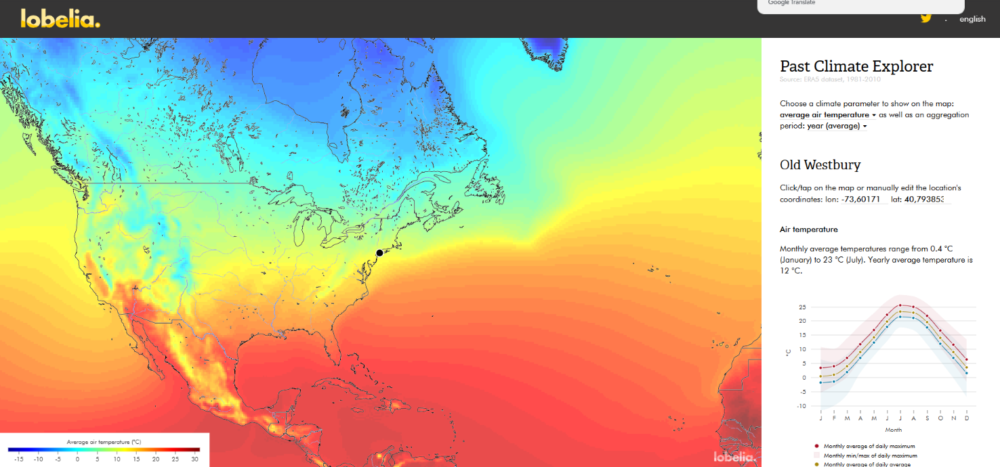 Google Translate
lobelia.
. english
Past Climate Explorer
Source: ERA5 dataset, 1981-2010
Choose a climate parameter to show on the map:
average air temperature as well as an aggregation
period: year (average)
Old Westbury
Click/tap on the map or manually edit the location's
coordinates: lon: -73,60171 lat: 40,793853
Air temperature
Monthly average temperatures range from 0.4 °C
(January) to 23 °C (July). Yearly average temperature is
12 °C.
25
20
15
10
5
0
-5
-10
°C
J F M A M J J A S O N D
Month
Monthly average of daily maximum
Monthly min/max of daily maximum
Monthly average of daily average
Average air temperature (°C)
-15 -10 -5 0 5 10 15 20 25 30
lobelia.